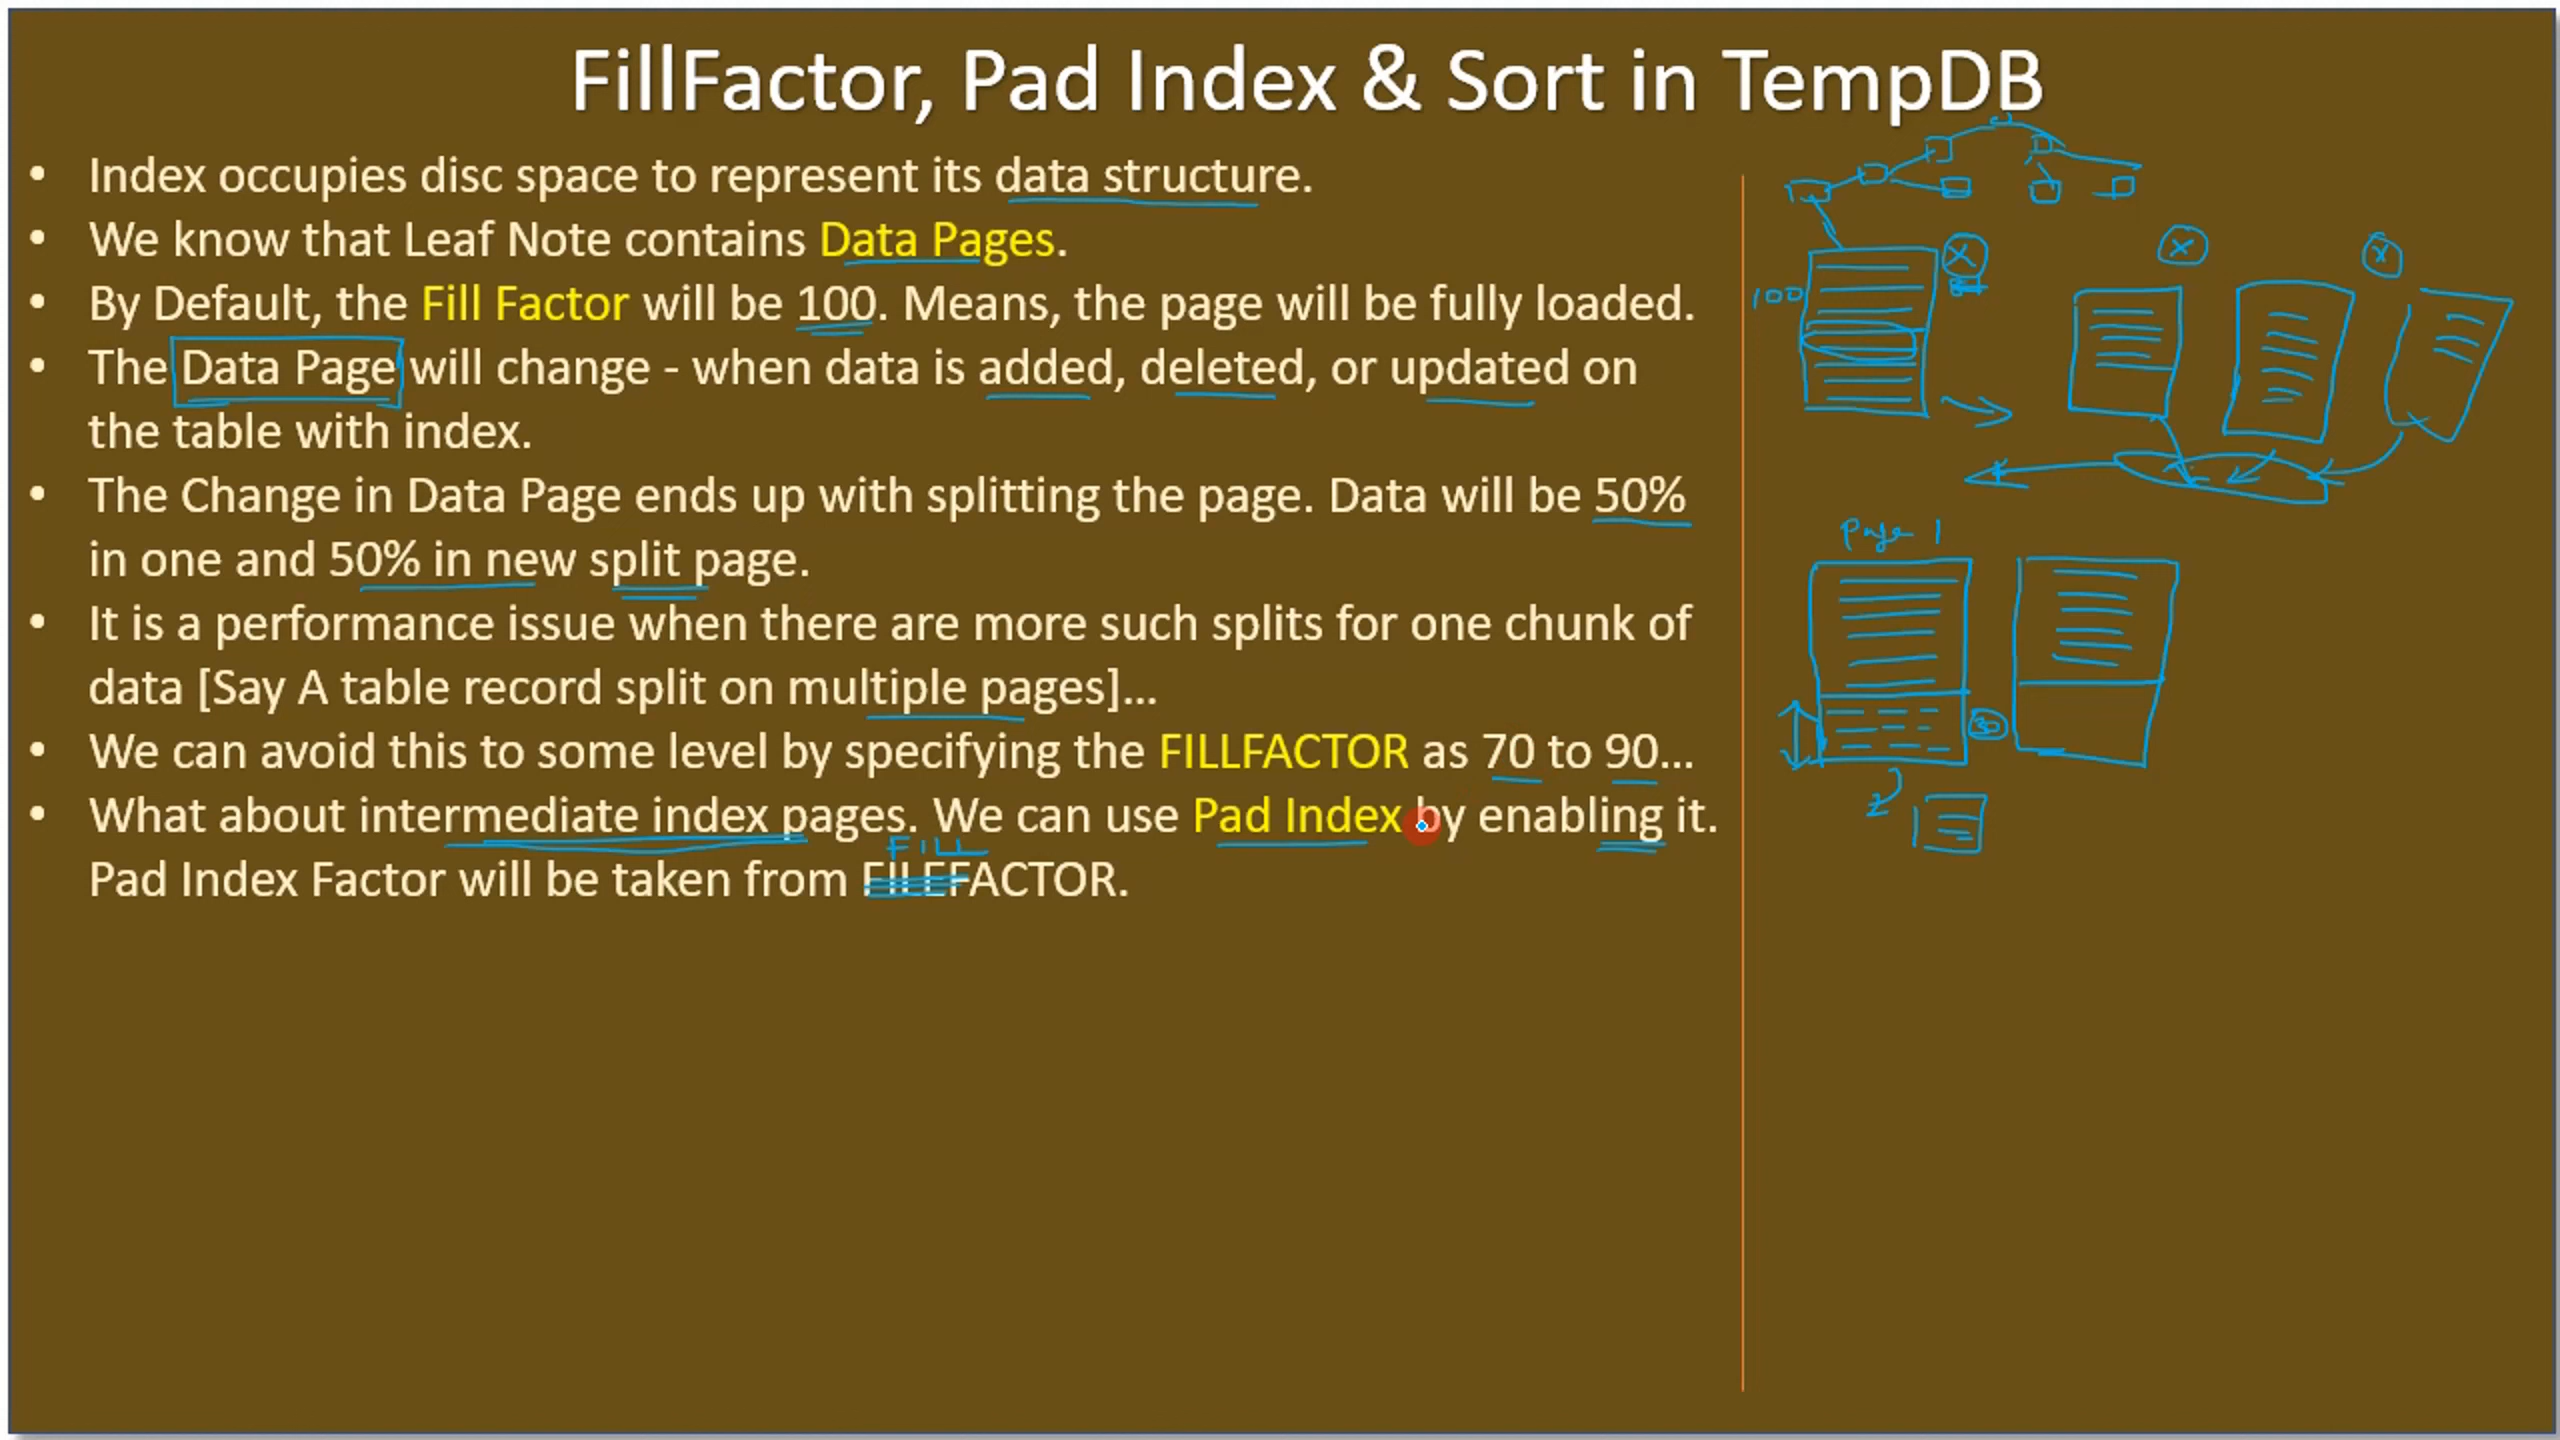 FillFactor, Pad Index & Sort in TempDB
• Index occupies disc space to represent its data structure.
• We know that Leaf Note contains Data Pages.
• By Default, the Fill Factor will be 100. Means, the page will be fully loaded.
• The Data Page will change - when data is added, deleted, or updated on
the table with index.
• The Change in Data Page ends up with splitting the page. Data will be 50%
in one and 50% in new split page.
• It is a performance issue when there are more such splits for one chunk of
data [Say A table record split on multiple pages]...
• We can avoid this to some level by specifying the FILLFACTOR as 70 to 90...
• What about intermediate index pages. We can use Pad Index by enabling it.
FILL
Pad Index Factor will be taken from FILEFACTOR.
100
X
X
X
Page 1
30